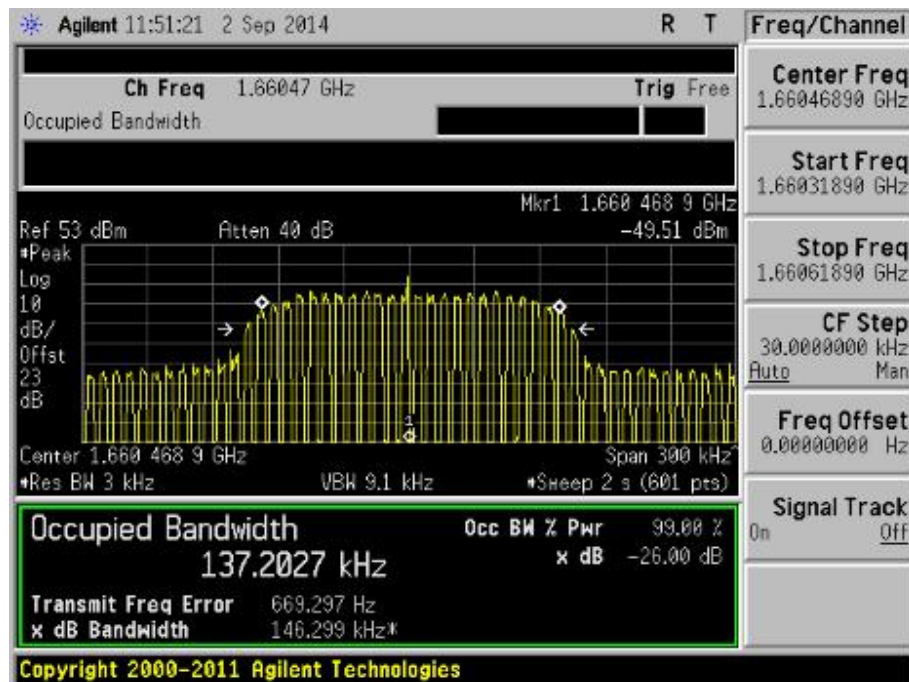 Agilent 11:51:21 2 Sep 2014 R T
Ch Freq 1.66047 GHz Trig Free
Occupied Bandwidth
Mkr1 1.660 468 9 GHz
Ref 53 dBm Atten 40 dB -49.51 dBm
#Peak
Log
10
dB/
Offst
23
dB
1
Center 1.660 468 9 GHz Span 300 kHz^
#Res BW 3 kHz VBW 9.1 kHz #Sweep 2 s (601 pts)
Occupied Bandwidth Occ BW % Pwr 99.00 %
137.2027 kHz x dB -26.00 dB
Transmit Freq Error 669.297 Hz
x dB Bandwidth 146.299 kHz*
Copyright 2000-2011 Agilent Technologies
Freq/Channel
Center Freq
1.66046890 GHz
Start Freq
1.66031890 GHz
Stop Freq
1.66061890 GHz
CF Step
30.0000000 kHz
Auto Man
Freq Offset
0.00000000 Hz
Signal Track
On Off